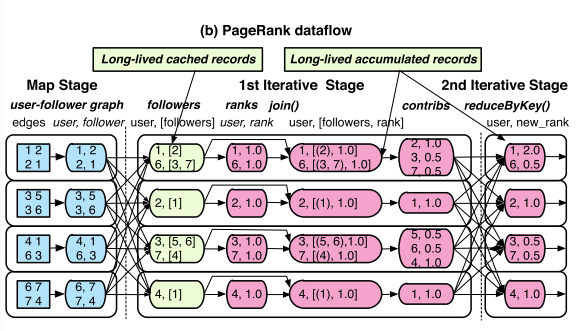 (b) PageRank dataflow
Long-lived cached records
Long-lived accumulated records
Map Stage
1st Iterative Stage
2nd Iterative Stage
user-follower graph
followers
ranks
join()
contribs
reduceByKey()
edges
user, follower
user, [followers]
user, rank
user, [followers, rank]
user, new_rank
1 2
2 1
1, 2
2, 1
1, [2]
6, [3, 7]
1, 1.0
6, 1.0
1, [(2), 1.0]
6, [(3, 7), 1.0]
2, 1.0
3, 0.5
7, 0.5
1, 2.0
6, 0.5
3 5
3 6
3, 5
3, 6
2, [1]
2, 1.0
2, [(1), 1.0]
1, 1.0
2, 1.0
4 1
6 3
4, 1
6, 3
3, [5, 6]
7, [4]
3, 1.0
7, 1.0
3, [(5, 6),1.0]
7, [(4), 1.0]
5, 0.5
6, 0.5
4, 1.0
3, 0.5
7, 0.5
6 7
7 4
6, 7
7, 4
4, [1]
4, 1.0
4, [(1), 1.0]
1, 1.0
4, 1.0